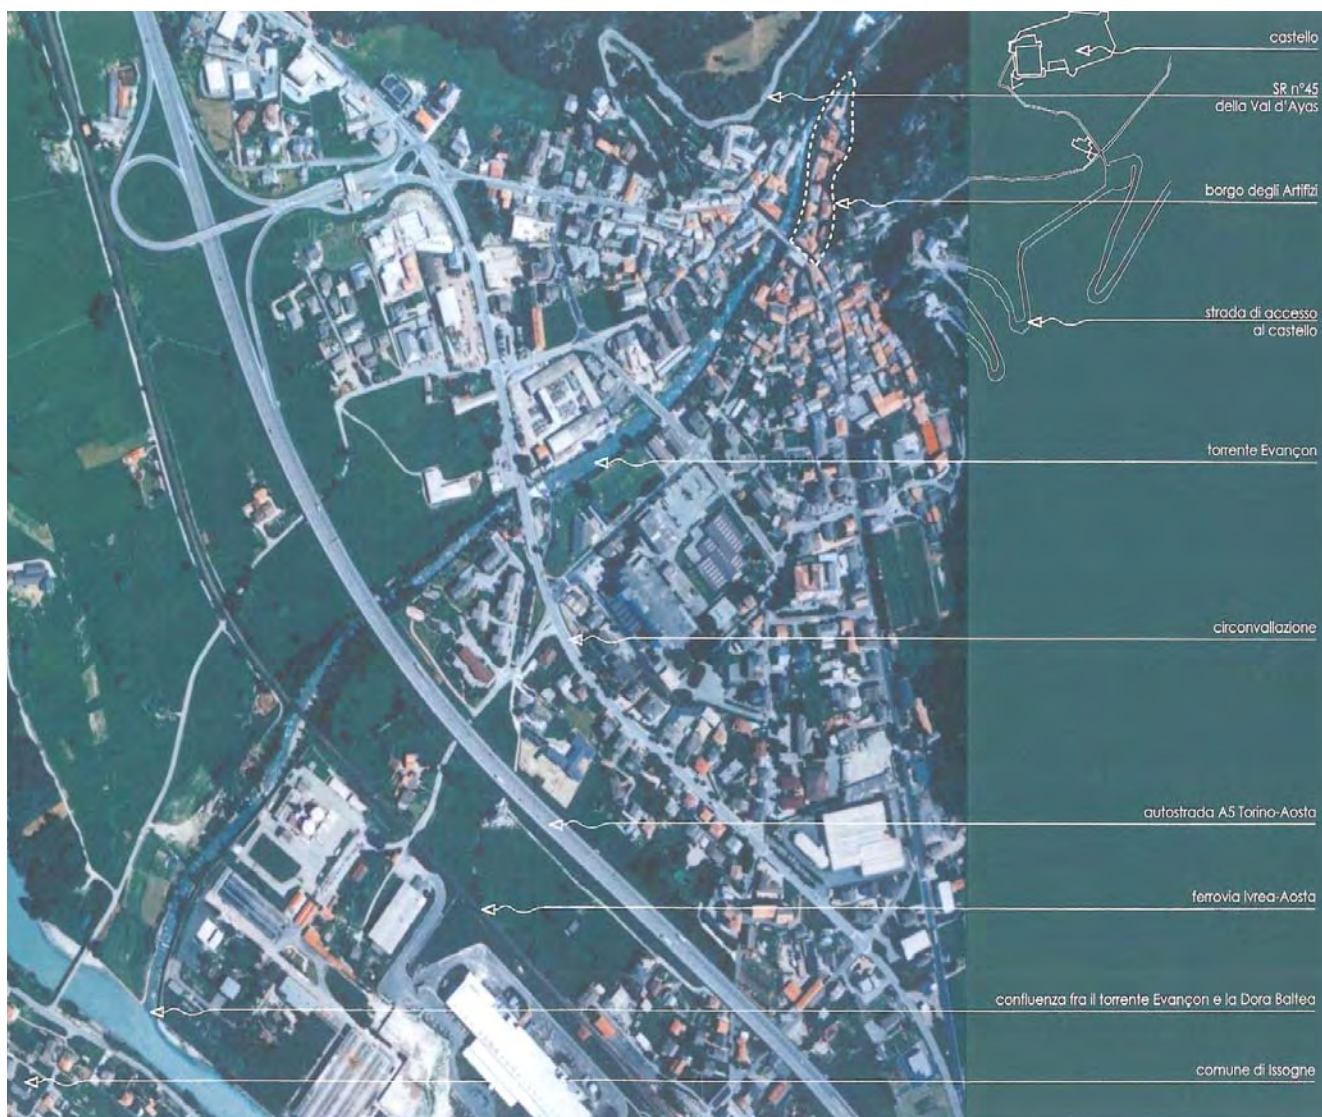 castello
SR n°45
della Val d'Ayas
borgo degli Artifizi
strada di accesso
al castello
torrente Evançon
circonvallazione
autostrada A5 Torino-Aosta
ferrovia Ivrea-Aosta
confluenza fra il torrente Evançon e la Dora Baltea
comune di Issogne